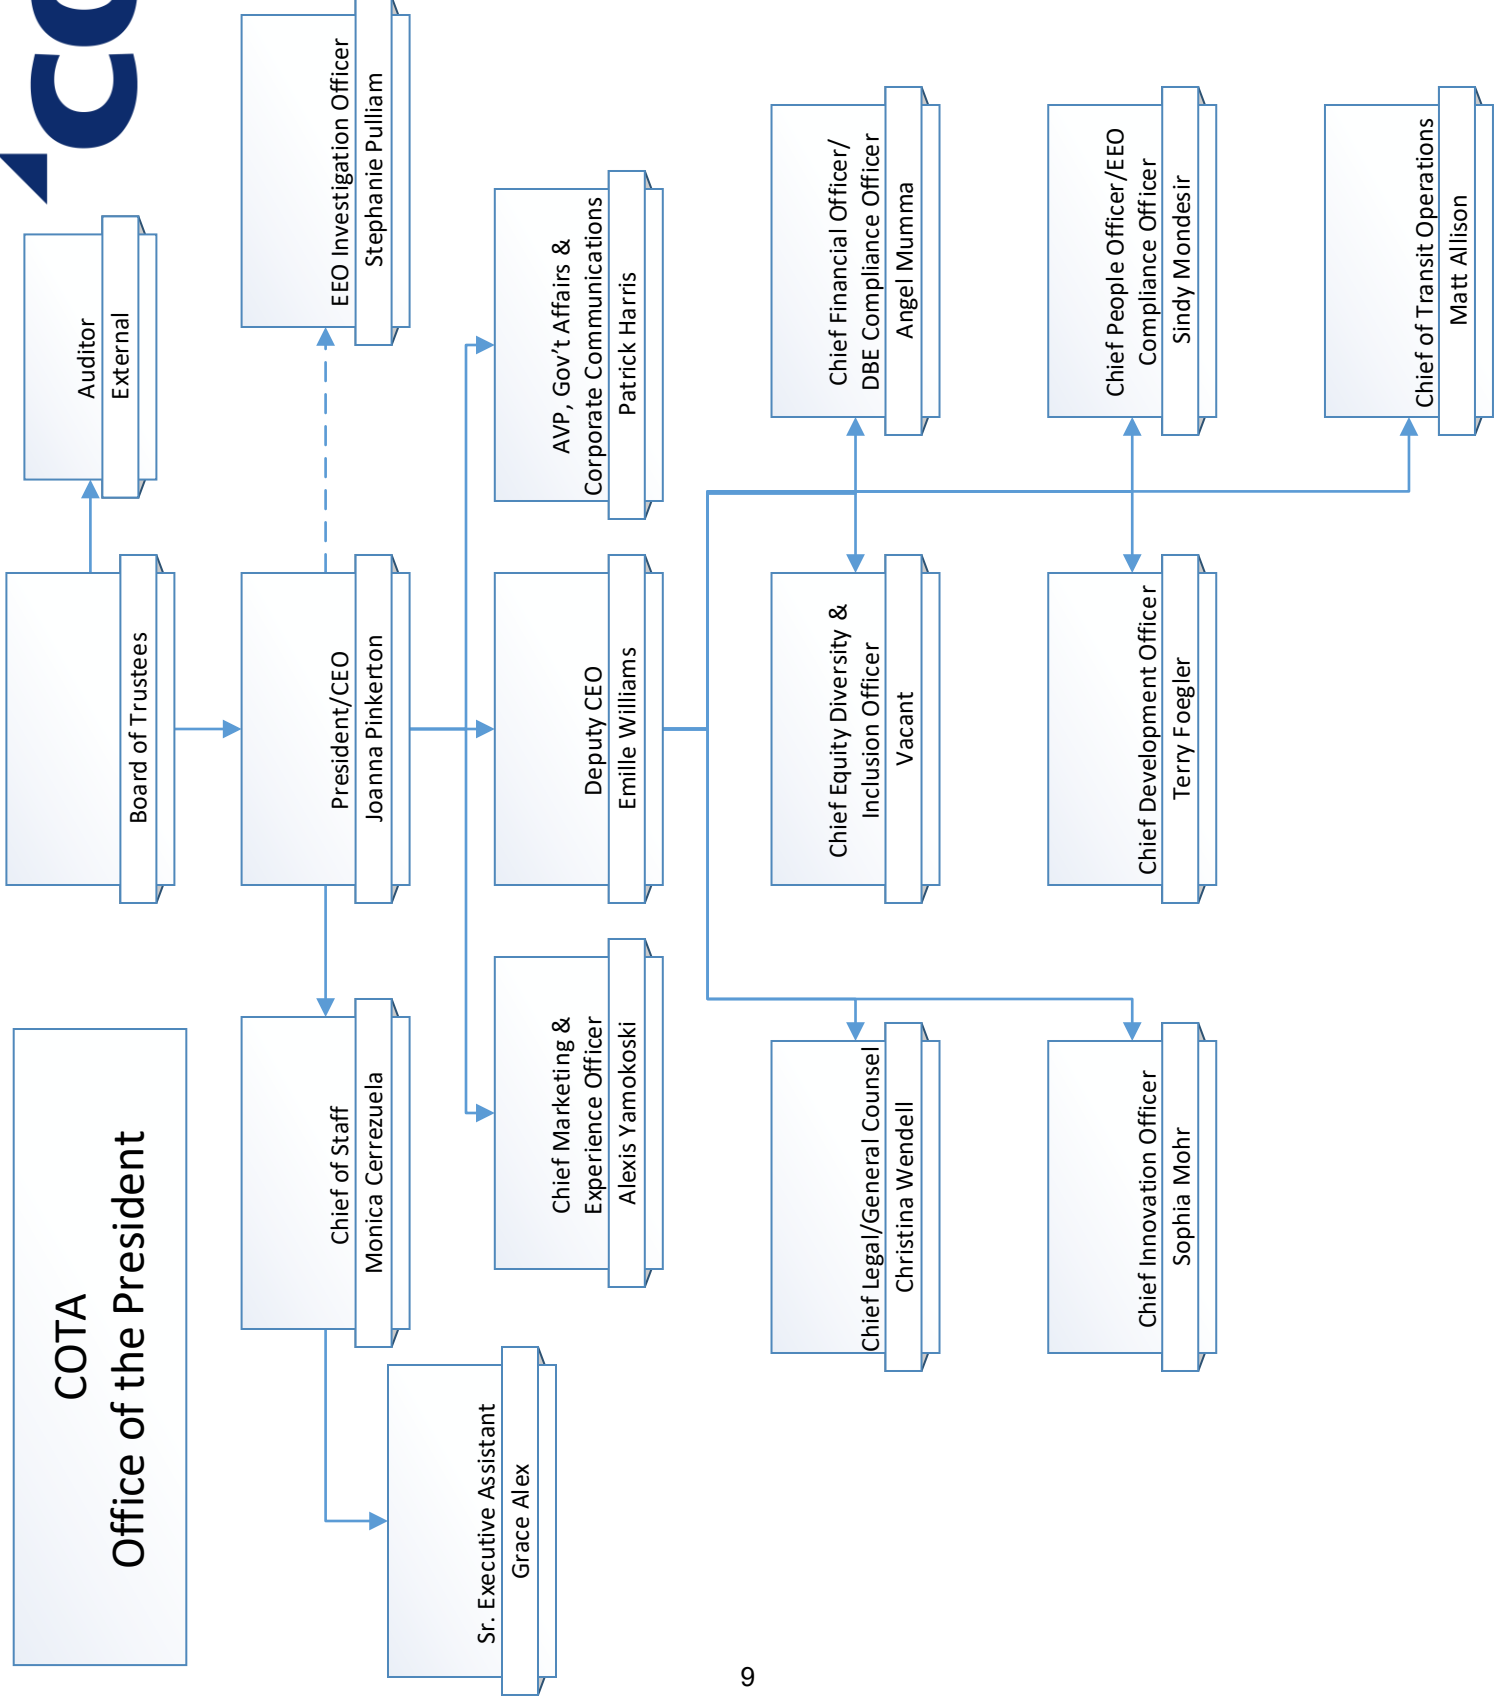 COTA
Office of the President
Board of Trustees
Auditor
External
Chief of Staff
Monica Cerrezuela
President/CEO
Joanna Pinkerton
EEO Investigation Officer
Stephanie Pulliam
Sr. Executive Assistant
Grace Alex
Chief Marketing &
Experience Officer
Alexis Yamokoski
Deputy CEO
Emille Williams
AVP, Gov’t Affairs &
Corporate Communications
Patrick Harris
Chief Legal/General Counsel
Christina Wendell
Chief Equity Diversity &
Inclusion Officer
Vacant
Chief Financial Officer/
DBE Compliance Officer
Angel Mumma
Chief Innovation Officer
Sophia Mohr
Chief Development Officer
Terry Foegler
Chief People Officer/EEO
Compliance Officer
Sindy Mondesir
Chief of Transit Operations
Matt Allison
9